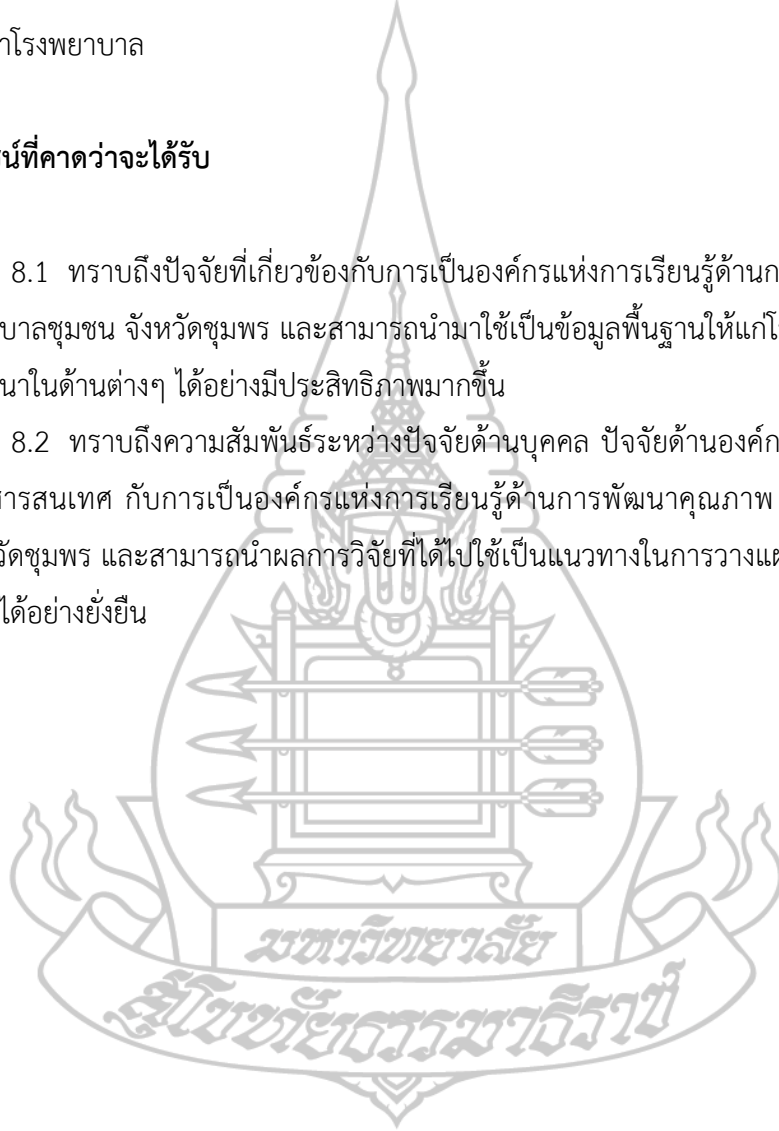 าโรงพยาบาล
ชน์ที่คาดว่าจะได้รับ
8.1 ทราบถึงปัจจัยที่เกี่ยวข้องกับการเป็นองค์กรแห่งการเรียนรู้ด้านก
บาลชุมชน จังหวัดชุมพร และสามารถนำมาใช้เป็นข้อมูลพื้นฐานให้แก่โ
นาในด้านต่างๆ ได้อย่างมีประสิทธิภาพมากขึ้น
8.2 ทราบถึงความสัมพันธ์ระหว่างปัจจัยด้านบุคคล ปัจจัยด้านองค์ก
สารสนเทศ กับการเป็นองค์กรแห่งการเรียนรู้ด้านการพัฒนาคุณภาพ
วัดชุมพร และสามารถนำผลการวิจัยที่ได้ไปใช้เป็นแนวทางในการวางแผ
ได้อย่างยั่งยืน
มหาวิทยาลัย
สุโขทัยธรรมาธิราช